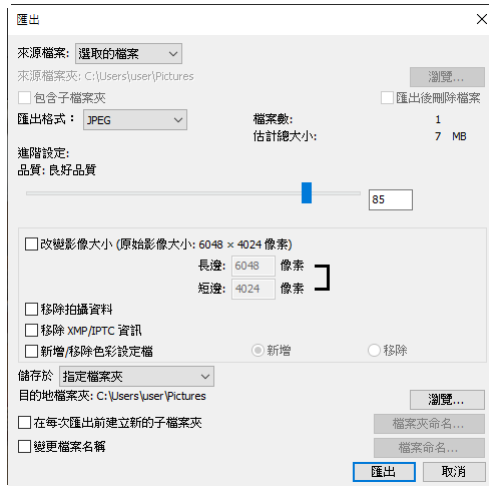 匯出
來源檔案: 選取的檔案
來源檔案夾: C:\Users\user\Pictures 瀏覽...
包含子檔案夾 匯出後刪除檔案
匯出格式： JPEG 檔案數: 1
估計總大小: 7 MB
進階設定:
品質: 良好品質
85
改變影像大小 (原始影像大小: 6048 × 4024 像素)
長邊: 6048 像素
短邊: 4024 像素
移除拍攝資料
移除 XMP/IPTC 資訊
新增/移除色彩設定檔 新增 移除
儲存於 指定檔案夾
目的地檔案夾: C:\Users\user\Pictures 瀏覽...
在每次匯出前建立新的子檔案夾 檔案夾命名...
變更檔案名稱 檔案命名...
匯出 取消